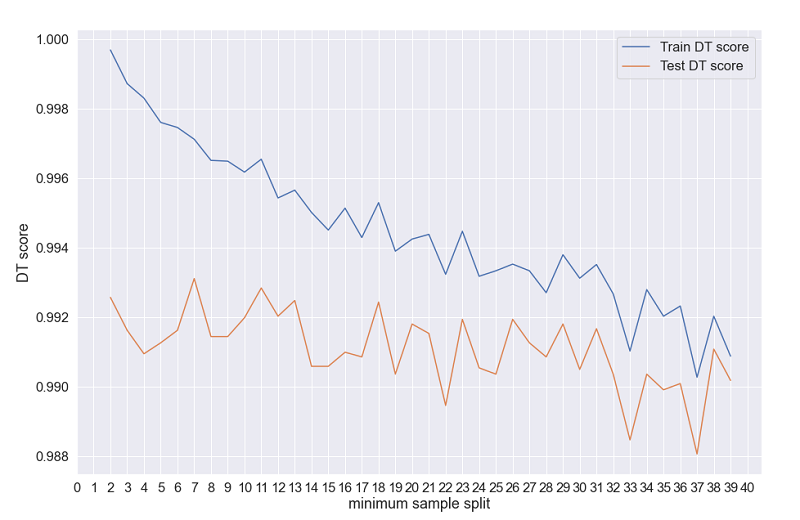 1.000
0.998
0.996
0.994
0.992
0.990
0.988
DT score
Train DT score
Test DT score
0 1 2 3 4 5 6 7 8 9 10 11 12 13 14 15 16 17 18 19 20 21 22 23 24 25 26 27 28 29 30 31 32 33 34 35 36 37 38 39 40
minimum sample split